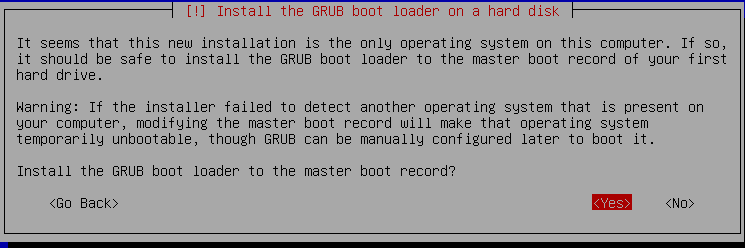 [!] Install the GRUB boot loader on a hard disk
It seems that this new installation is the only operating system on this computer. If so,
it should be safe to install the GRUB boot loader to the master boot record of your first
hard drive.
Warning: If the installer failed to detect another operating system that is present on
your computer, modifying the master boot record will make that operating system
temporarily unbootable, though GRUB can be manually configured later to boot it.
Install the GRUB boot loader to the master boot record?
<Go Back> <Yes> <No>